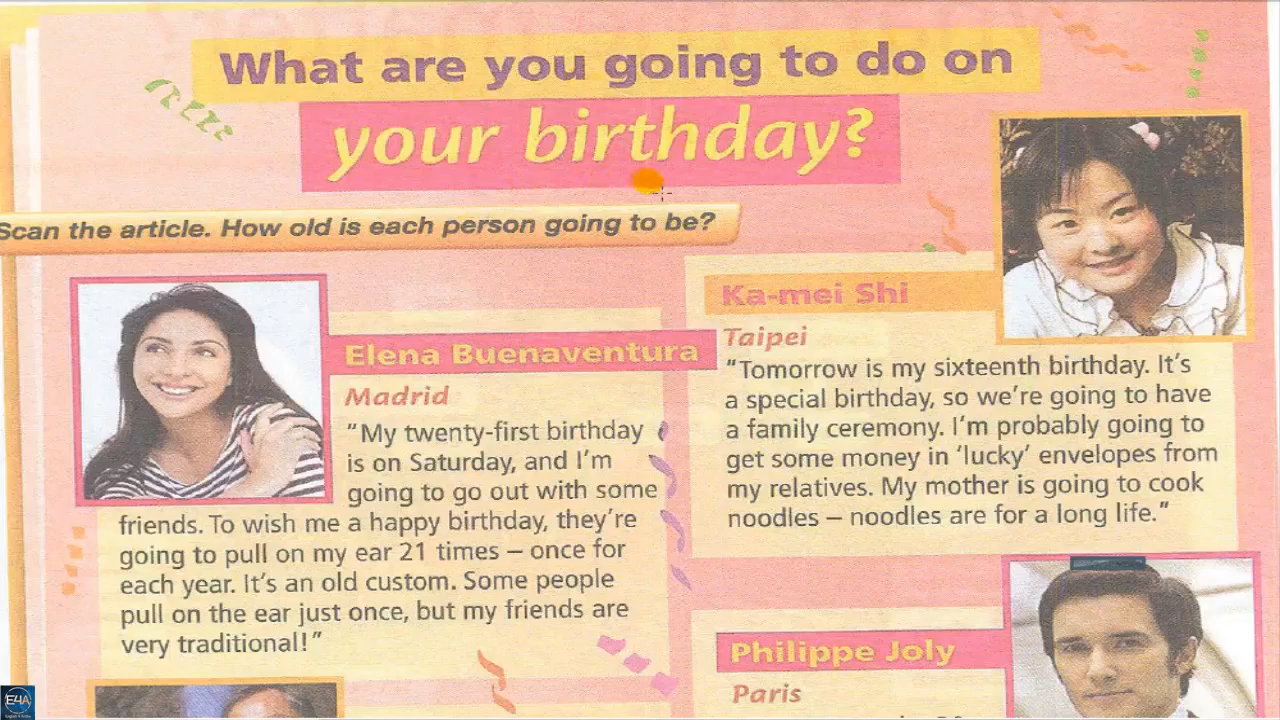 What are you going to do on
your birthday?
Scan the article. How old is each person going to be?
Elena Buenaventura
Madrid
"My twenty-first birthday
is on Saturday, and I'm
going to go out with some
friends. To wish me a happy birthday, they're
going to pull on my ear 21 times – once for
each year. It's an old custom. Some people
pull on the ear just once, but my friends are
very traditional!"
Ka-mei Shi
Taipei
"Tomorrow is my sixteenth birthday. It's
a special birthday, so we're going to have
a family ceremony. I'm probably going to
get some money in 'lucky' envelopes from
my relatives. My mother is going to cook
noodles – noodles are for a long life."
Philippe Joly
Paris
E4A